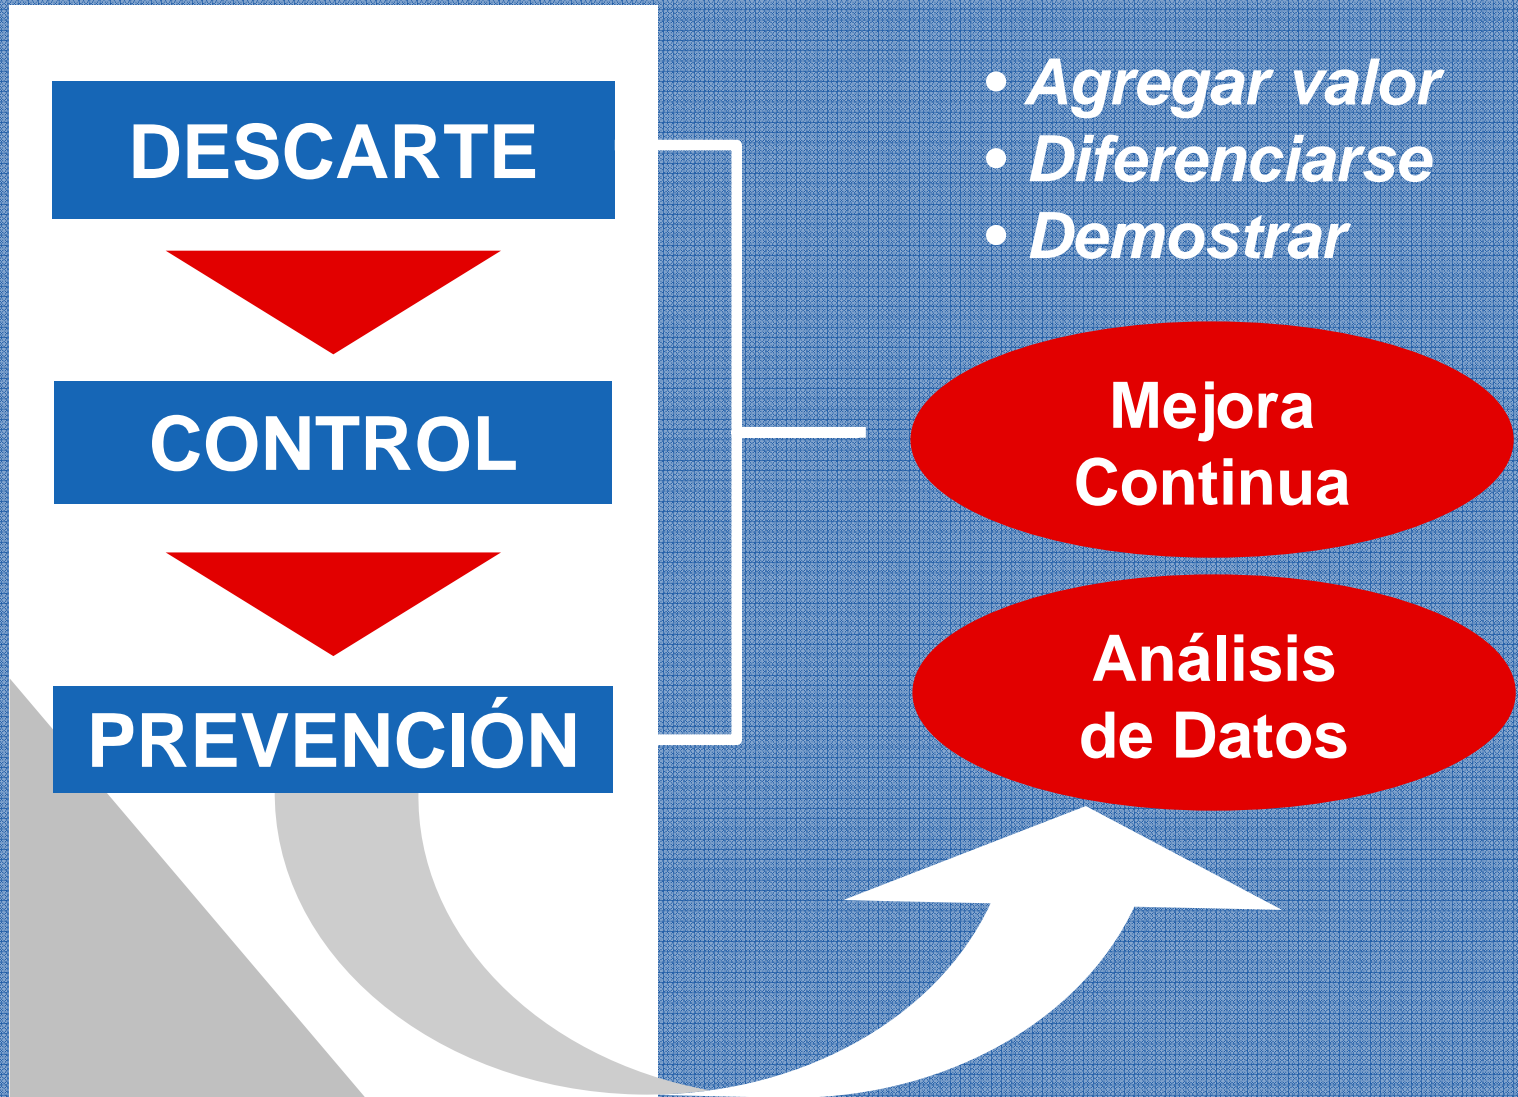 DESCARTE
CONTROL
PREVENCIÓN
• Agregar valor
• Diferenciarse
• Demostrar
Mejora
Continua
Análisis
de Datos